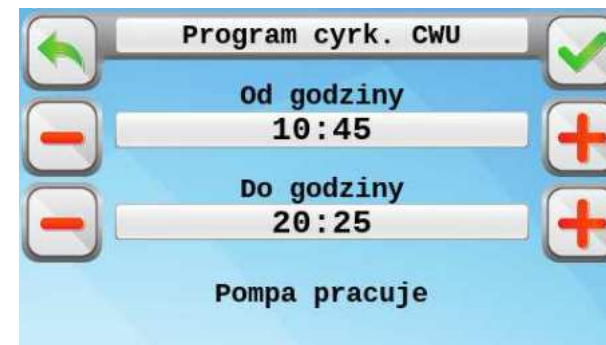 Program cyrk. CWU
Od godziny
10:45
Do godziny
20:25
Pompa pracuje